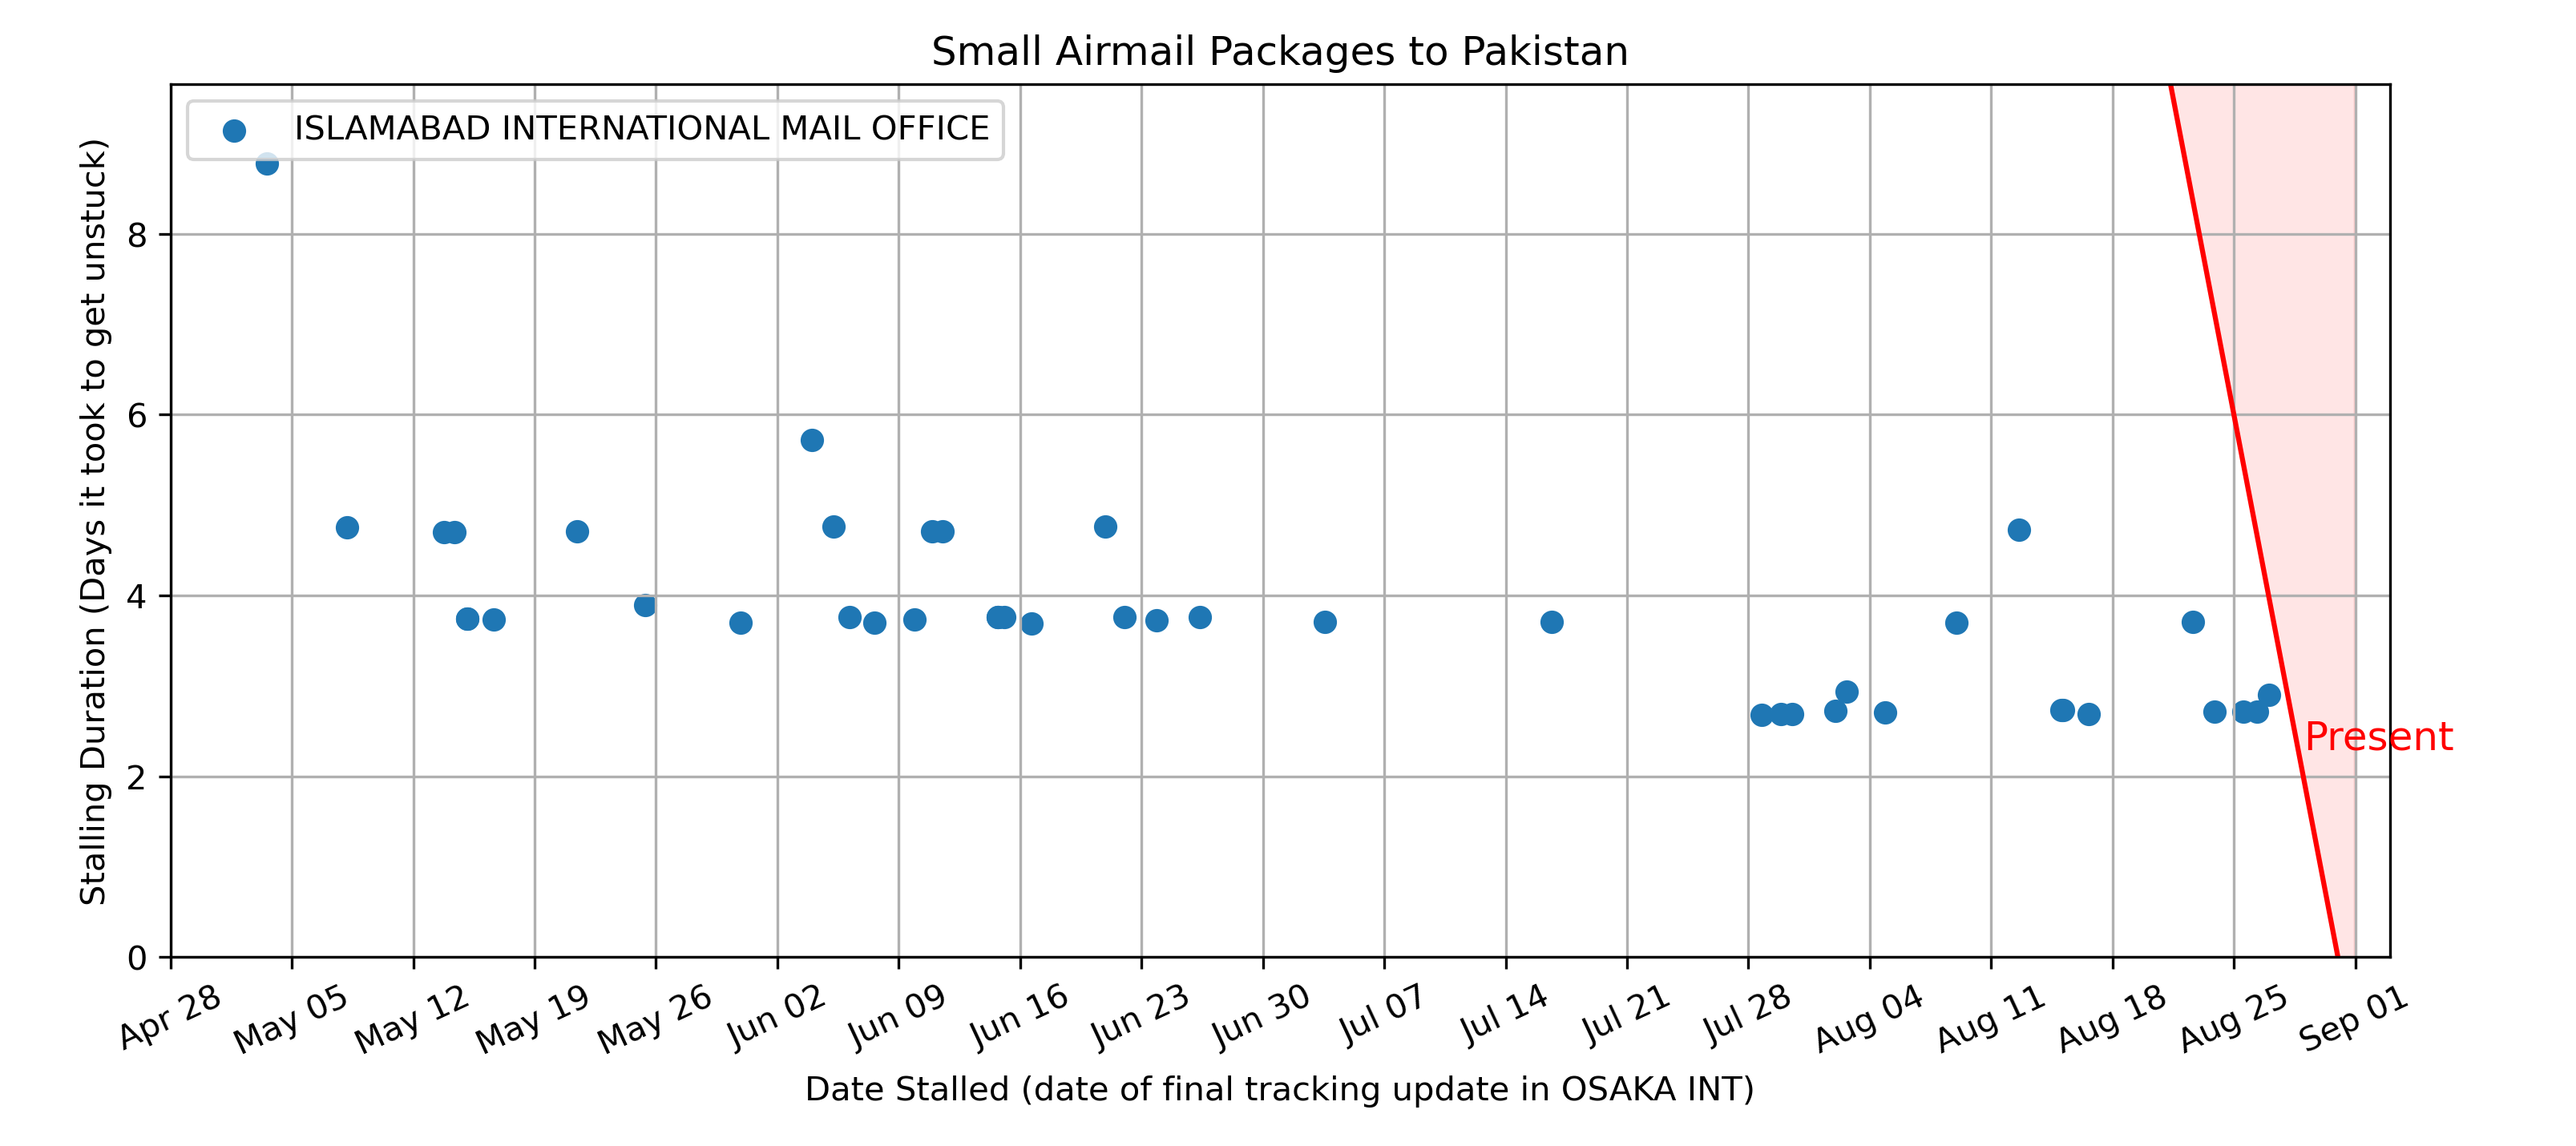 Small Airmail Packages to Pakistan
ISLAMABAD INTERNATIONAL MAIL OFFICE
Stalling Duration (Days it took to get unstuck)
8
6
4
2
0
Present
Apr 28 May 05 May 12 May 19 May 26 Jun 02 Jun 09 Jun 16 Jun 23 Jun 30 Jul 07 Jul 14 Jul 21 Jul 28 Aug 04 Aug 11 Aug 18 Aug 25 Sep 01
Date Stalled (date of final tracking update in OSAKA INT)